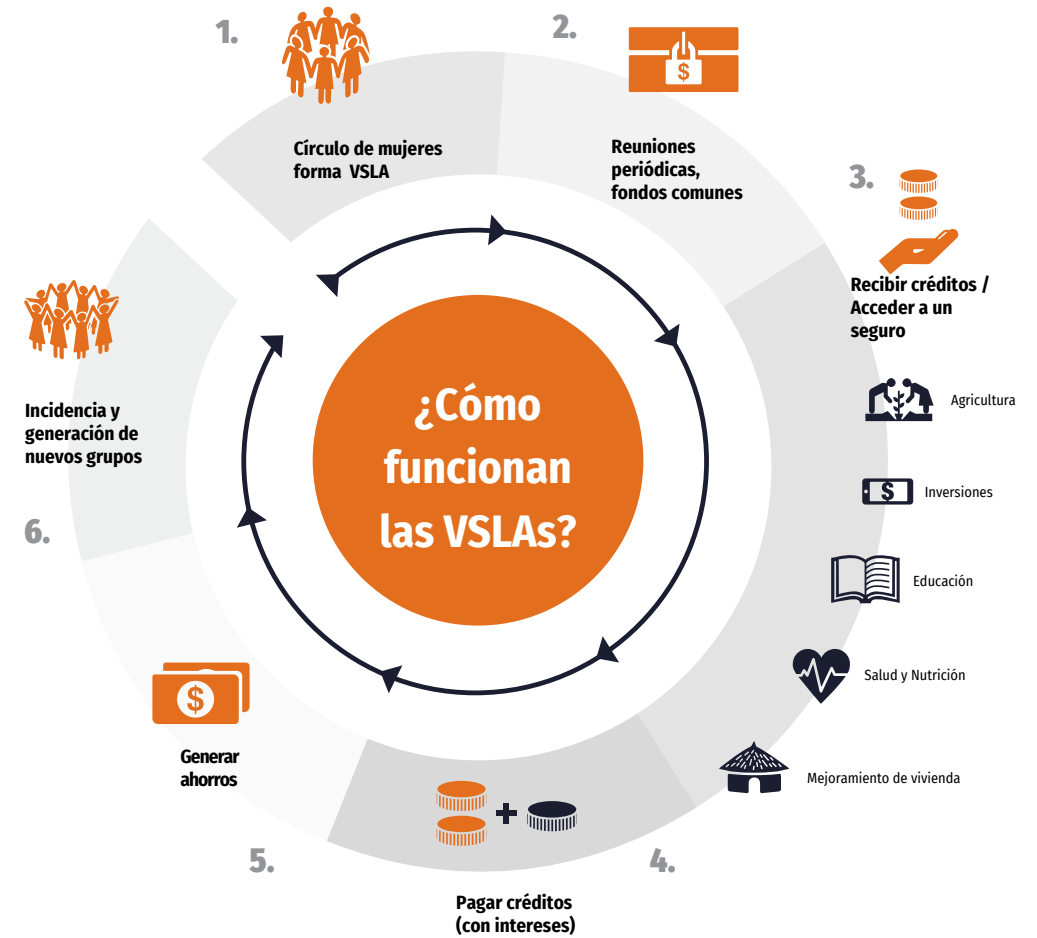 ¿Cómo
funcionan
las VSLAs?
1.
Círculo de mujeres
forma VSLA
2.
$
Reuniones
periódicas,
fondos comunes
3.
Recibir créditos /
Acceder a un
seguro
Agricultura
$
Inversiones
Educación
Salud y Nutrición
Mejoramiento de vivienda
4.
+
Pagar créditos
(con intereses)
5.
$
Generar
ahorros
6.
Incidencia y
generación de
nuevos grupos